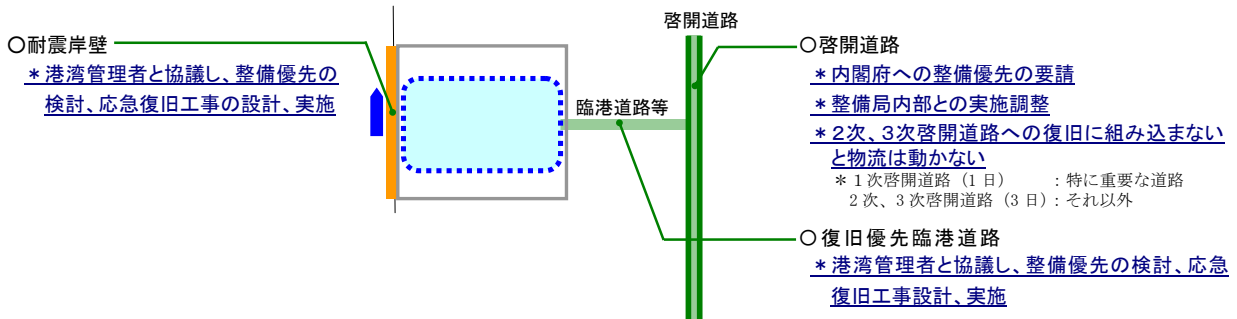 ○耐震岸壁
＊港湾管理者と協議し、整備優先の
検討、応急復旧工事の設計、実施
臨港道路等
啓開道路
○啓開道路
＊内閣府への整備優先の要請
＊整備局内部との実施調整
＊２次、３次啓開道路への復旧に組み込まない
と物流は動かない
＊１次啓開道路（1 日）　　：特に重要な道路
２次、３次啓開道路（3 日）：それ以外
○復旧優先臨港道路
＊港湾管理者と協議し、整備優先の検討、応急
復旧工事設計、実施